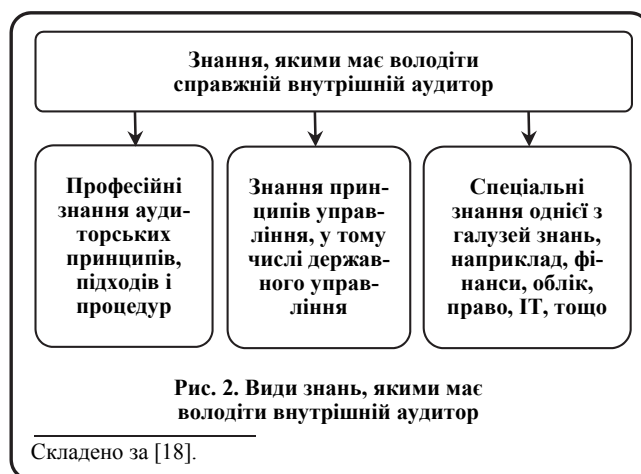 Знання, якими має володіти
справжній внутрішній аудитор
Професійні
знання ауди-
торських
принципів,
підходів і
процедур
Знання прин-
ципів управ-
ління, у тому
числі держав-
ного управ-
ління
Спеціальні
знання однієї з
галузей знань,
наприклад, фі-
нанси, облік,
право, ІТ, тощо
Рис. 2. Види знань, якими має
володіти внутрішній аудитор
Складено за [18].